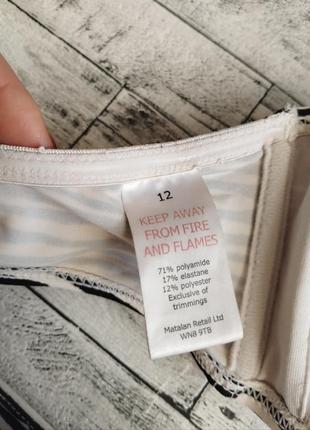 12
KEEP AWAY
FROM FIRE
AND FLAMES
71% polyamide
17% elastane
12% polyester
Exclusive of
trimmings
Matalan Retail Ltd
WN8 9TB